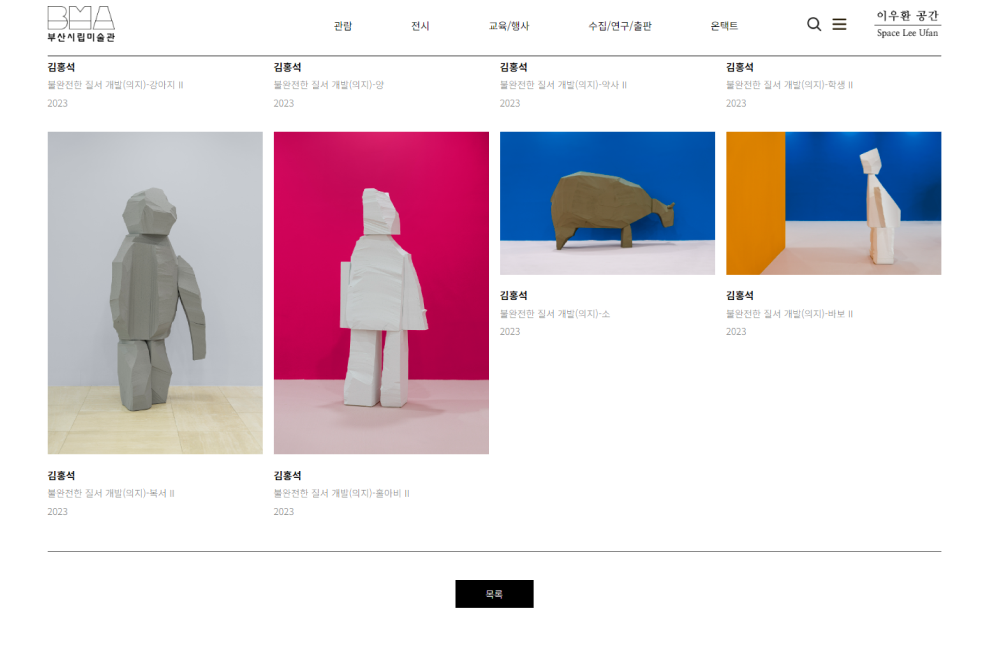 BMA
부산시립미술관
관람
전시
교육/행사
수집/연구/출판
온택트
이우환 공간
Space Lee Ufan
김홍석
불완전한 질서 개발(의지)-강아지 II
2023
김홍석
불완전한 질서 개발(의지)-양
2023
김홍석
불완전한 질서 개발(의지)-약사 II
2023
김홍석
불완전한 질서 개발(의지)-학생 II
2023
김홍석
불완전한 질서 개발(의지)-복서 II
2023
김홍석
불완전한 질서 개발(의지)-홀아비 II
2023
김홍석
불완전한 질서 개발(의지)-소
2023
김홍석
불완전한 질서 개발(의지)-바보 II
2023
목록